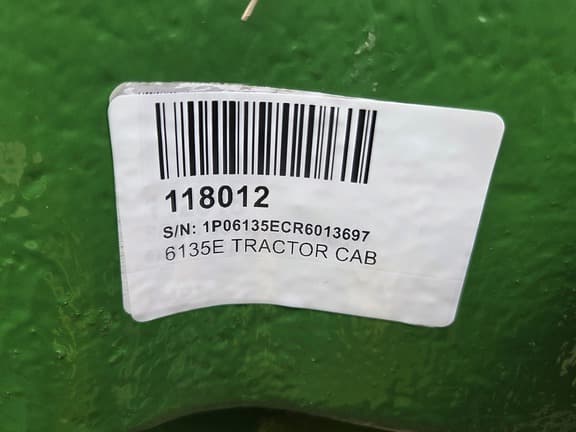 118012
S/N: 1P06135ECR6013697
6135E TRACTOR CAB